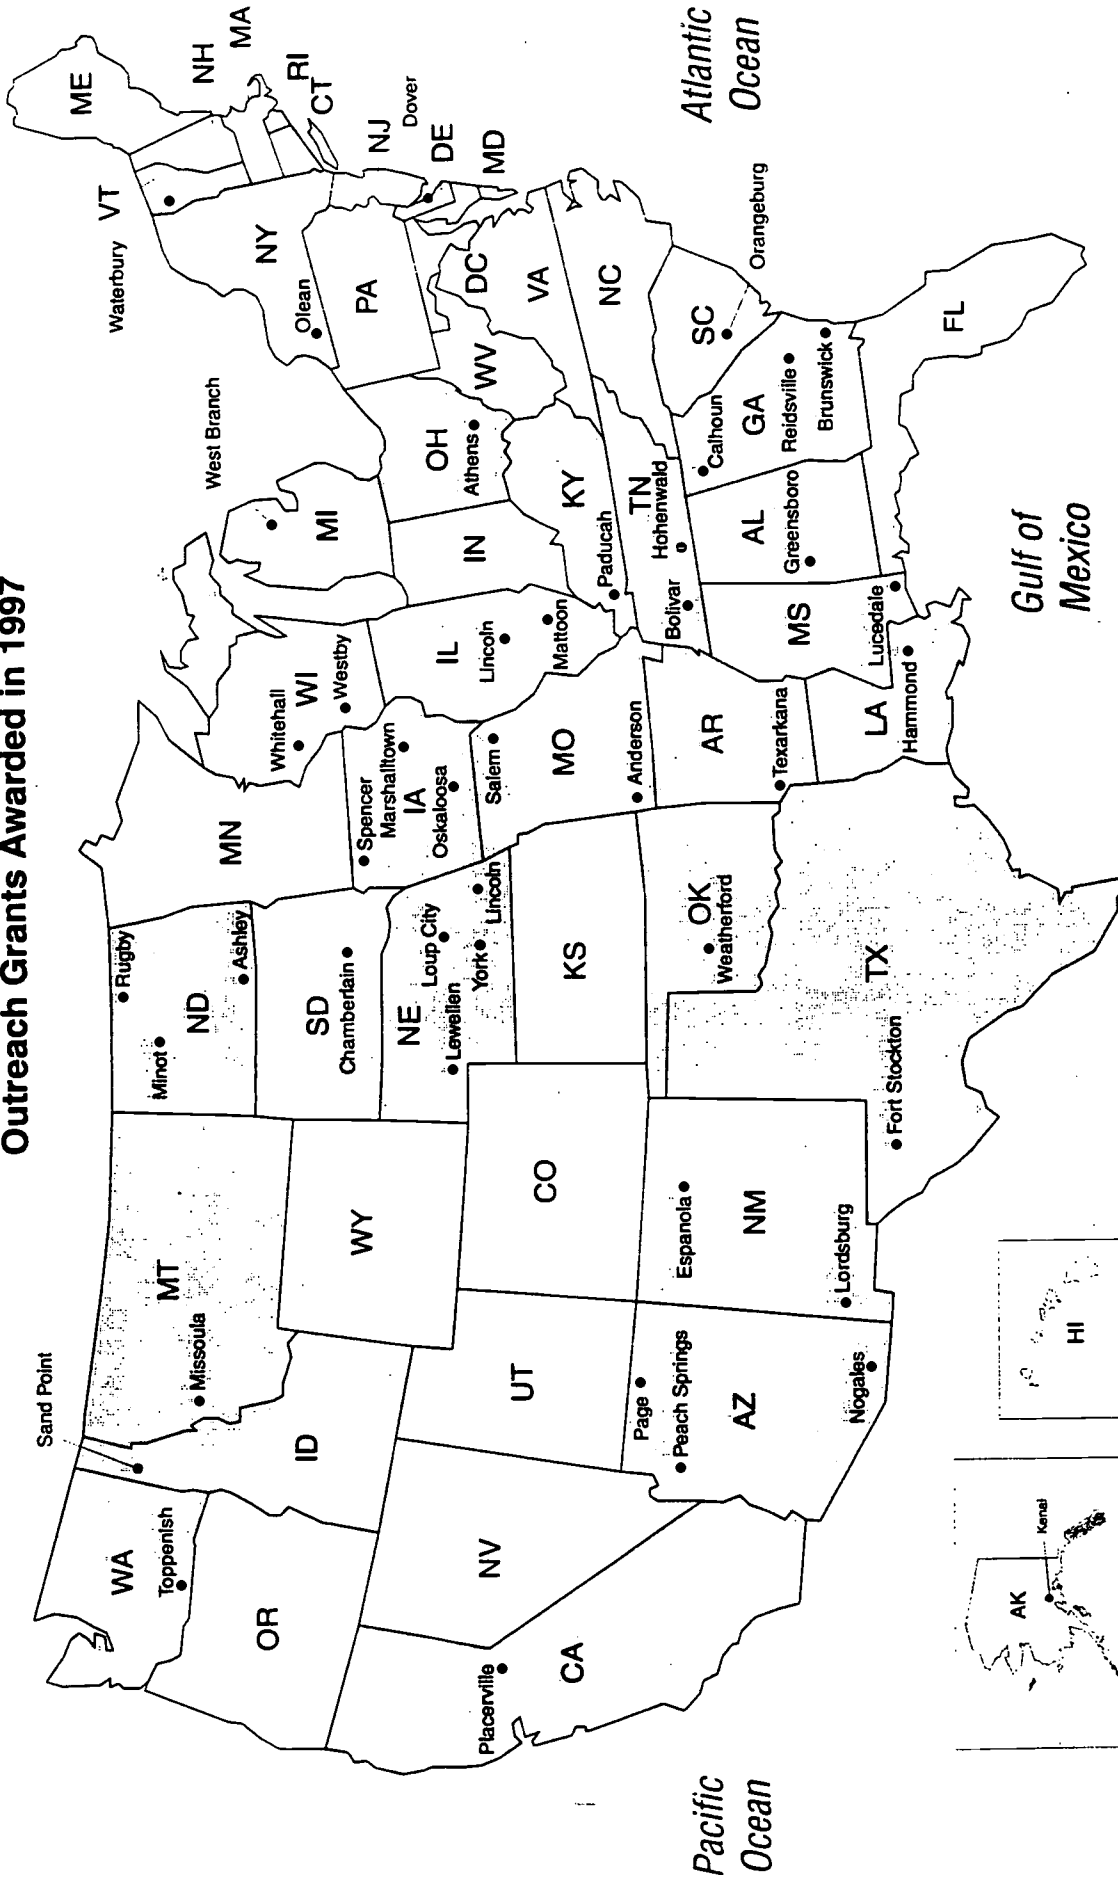 Outreach Grants Awarded in 1997
Sand Point
WA
Toppenish
OR
ID
MT
Missoula
WY
NV
UT
CO
CA
Placerville
AZ
Page
Peach Springs
Nogales
NM
Espanola
Lordsburg
ND
Rugby
Minot
Ashley
SD
Chamberlain
NE
Loup City
Lewellen
York
Lincoln
KS
OK
Weatherford
TX
Fort Stockton
MN
Spencer
Marshalltown
IA
Oskaloosa
WI
Whitehall
Westby
MO
Salem
Anderson
AR
Texarkana
LA
Hammond
IL
Lincoln
Mattoon
West Branch
MI
IN
OH
Athens
KY
Paducah
TN
Hohenwald
Bolivar
MS
Lucedale
AL
Greensboro
GA
Calhoun
Reidsville
Brunswick
FL
SC
Orangeburg
NC
VA
WV
DC
PA
NY
Olean
Waterbury
VT
ME
NH
MA
RI
CT
NJ
Dover
DE
MD
Atlantic
Ocean
Gulf of
Mexico
Pacific
Ocean
AK
Kenai
HI